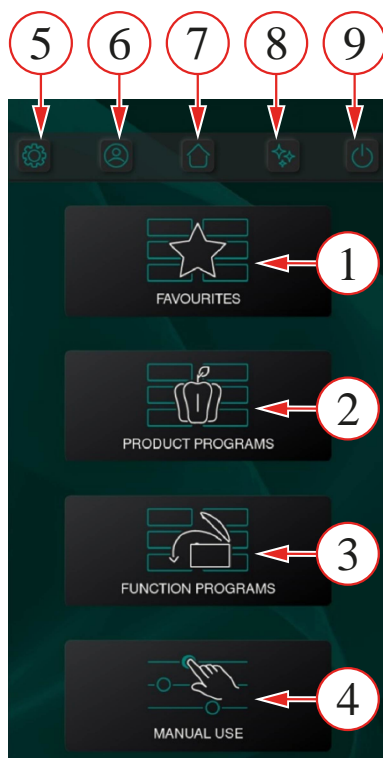 5 6 7 8 9
FAVOURITES
1
PRODUCT PROGRAMS
2
FUNCTION PROGRAMS
3
MANUAL USE
4